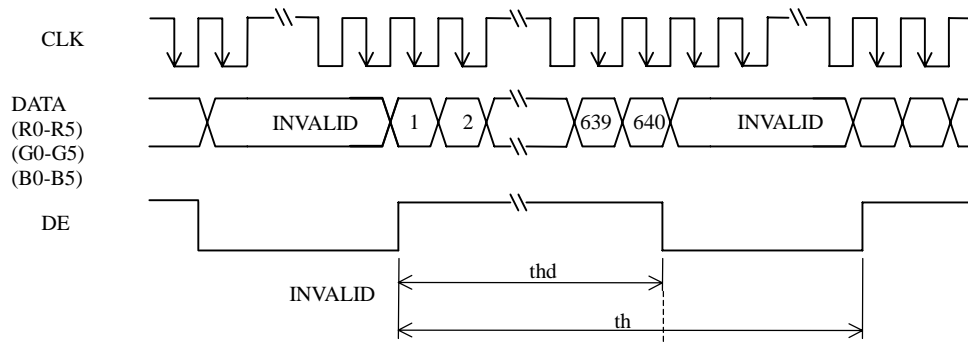 CLK
DATA
(R0-R5)
(G0-G5)
(B0-B5)
INVALID 1 2 639 640 INVALID
DE
INVALID
thd
th